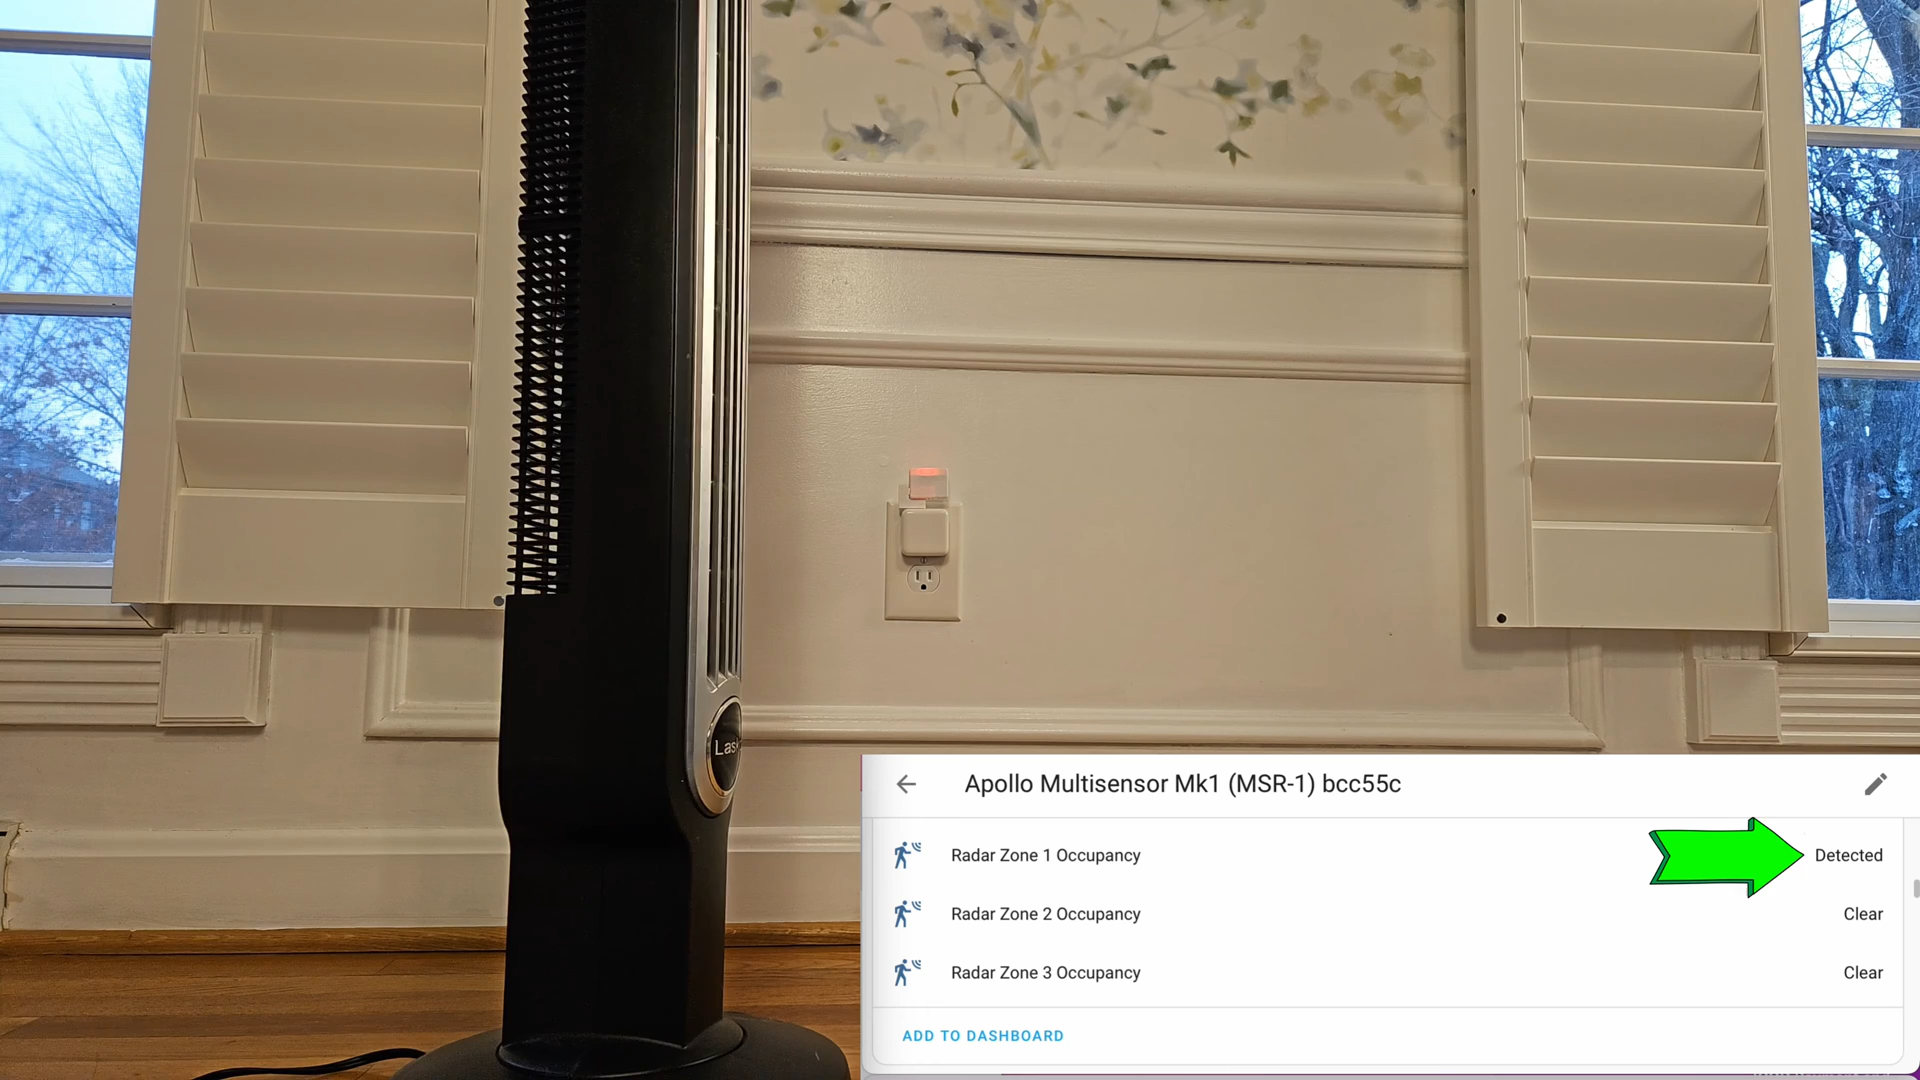 Las
Apollo Multisensor Mk1 (MSR-1) bcc55c
Radar Zone 1 Occupancy Detected
Radar Zone 2 Occupancy Clear
Radar Zone 3 Occupancy Clear
ADD TO DASHBOARD